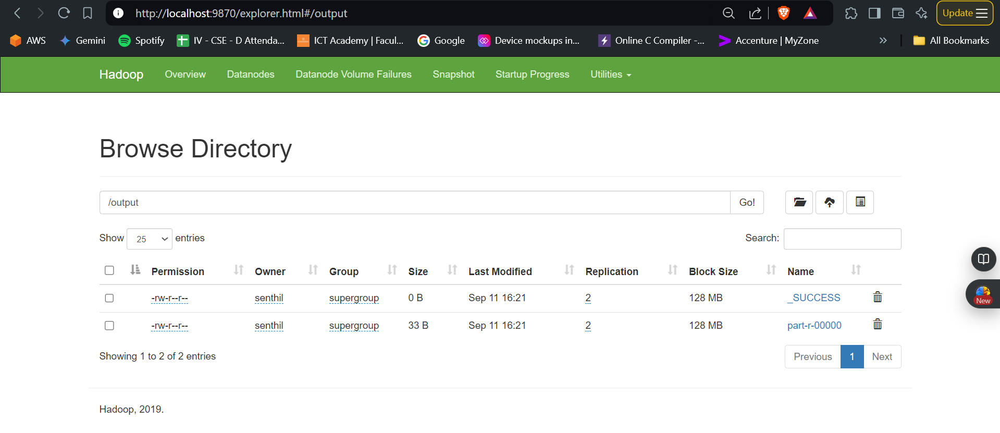 http://localhost:9870/explorer.html#/output
Update
AWS Gemini Spotify IV - CSE - D Attenda... ICT Academy | Facul... Google Device mockups in... Online C Compiler -... Accenture | MyZone » All Bookmarks
Hadoop Overview Datanodes Datanode Volume Failures Snapshot Startup Progress Utilities
Browse Directory
/output Go!
Show 25 entries Search:
Permission Owner Group Size Last Modified Replication Block Size Name
-rw-r--r-- senthil supergroup 0 B Sep 11 16:21 2 128 MB _SUCCESS
-rw-r--r-- senthil supergroup 33 B Sep 11 16:21 2 128 MB part-r-00000
New
Showing 1 to 2 of 2 entries Previous 1 Next
Hadoop, 2019.